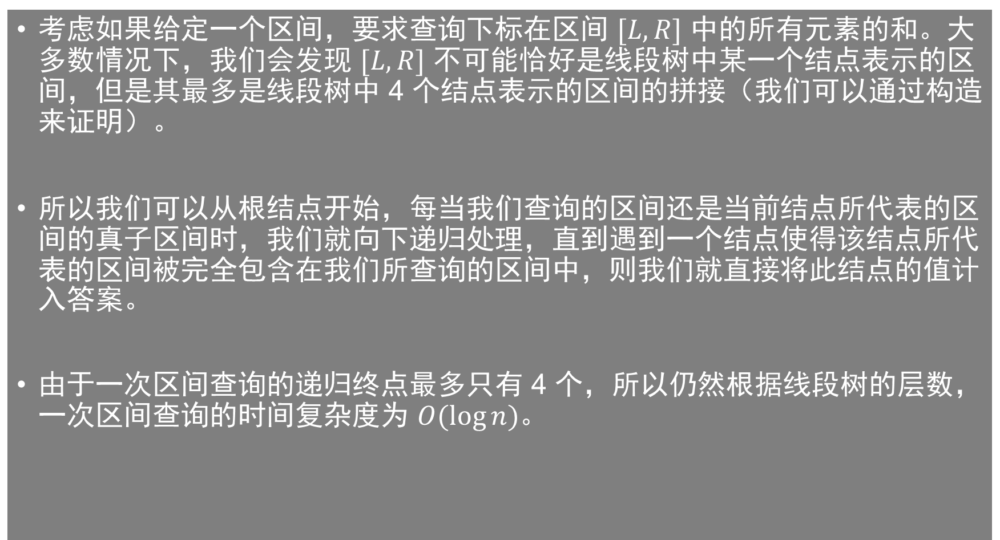 • 考虑如果给定一个区间，要求查询下标在区间 [L, R] 中的所有元素的和。大
多数情况下，我们会发现 [L, R] 不可能恰好是线段树中某一个结点表示的区
间，但是其最多是线段树中 4 个结点表示的区间的拼接（我们可以通过构造
来证明）。
• 所以我们可以从根结点开始，每当我们查询的区间还是当前结点所代表的区
间的真子区间时，我们就向下递归处理，直到遇到一个结点使得该结点所代
表的区间被完全包含在我们所查询的区间中，则我们就直接将此结点的值计
入答案。
• 由于一次区间查询的递归终点最多只有 4 个，所以仍然根据线段树的层数，
一次区间查询的时间复杂度为 O(log n)。